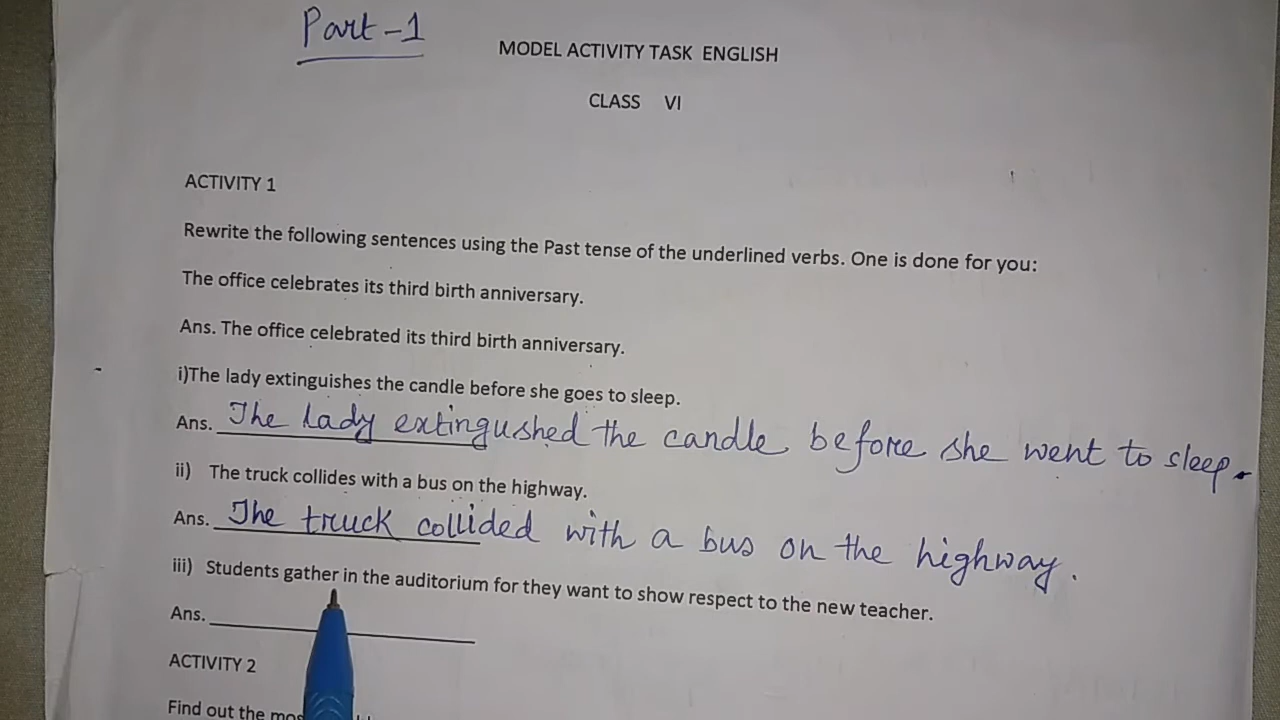 Part-1
MODEL ACTIVITY TASK ENGLISH
CLASS VI
ACTIVITY 1
Rewrite the following sentences using the Past tense of the underlined verbs. One is done for you:
The office celebrates its third birth anniversary.
Ans. The office celebrated its third birth anniversary.
i)The lady extinguishes the candle before she goes to sleep.
Ans. The lady extingushed the candle before she went to sleep.
ii) The truck collides with a bus on the highway.
Ans. The truck collided with a bus on the highway.
iii) Students gather in the auditorium for they want to show respect to the new teacher.
Ans.
ACTIVITY 2
Find out the